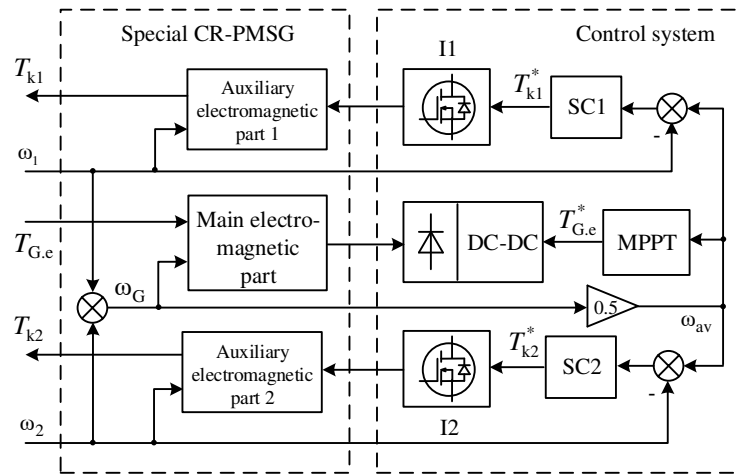 Special CR-PMSG
Control system
T_k1
Auxiliary
electromagnetic
part 1
I1
T*_k1
SC1
-
ω_1
T_G.e
Main electro-
magnetic
part
DC-DC
T*_G.e
MPPT
ω_G
0.5
ω_av
T_k2
Auxiliary
electromagnetic
part 2
T*_k2
SC2
-
I2
ω_2